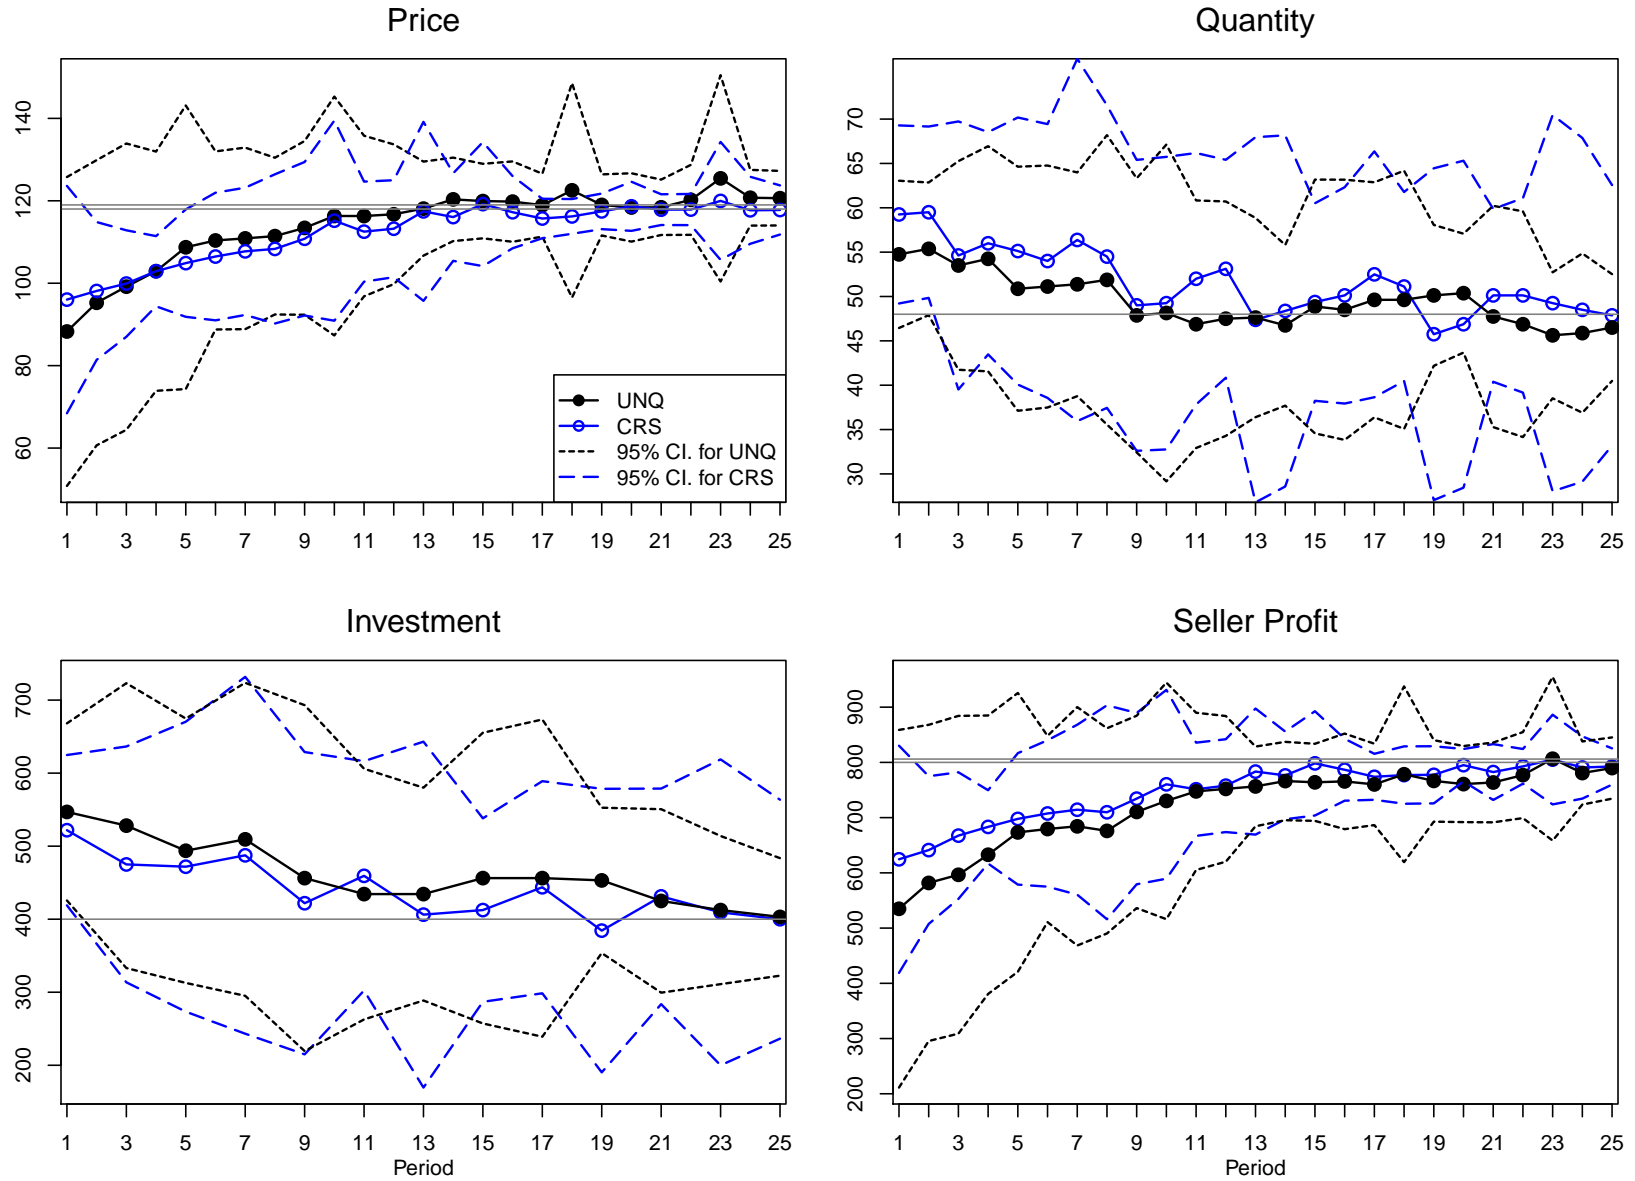 Price
140
120
100
80
60
UNQ
CRS
95% CI. for UNQ
95% CI. for CRS
1 3 5 7 9 11 13 15 17 19 21 23 25
Quantity
70
65
60
55
50
45
40
35
30
1 3 5 7 9 11 13 15 17 19 21 23 25
Investment
700
600
500
400
300
200
1 3 5 7 9 11 13 15 17 19 21 23 25
Period
Seller Profit
900
800
700
600
500
400
300
200
1 3 5 7 9 11 13 15 17 19 21 23 25
Period